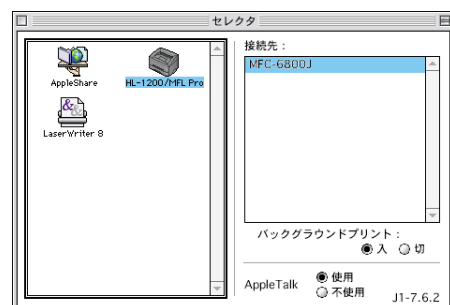 セレクタ
AppleShare
HL-1200/MFL Pro
LaserWriter 8
接続先：
MFC-6800J
バックグラウンドプリント：
入 切
AppleTalk
使用
不使用
J1-7.6.2